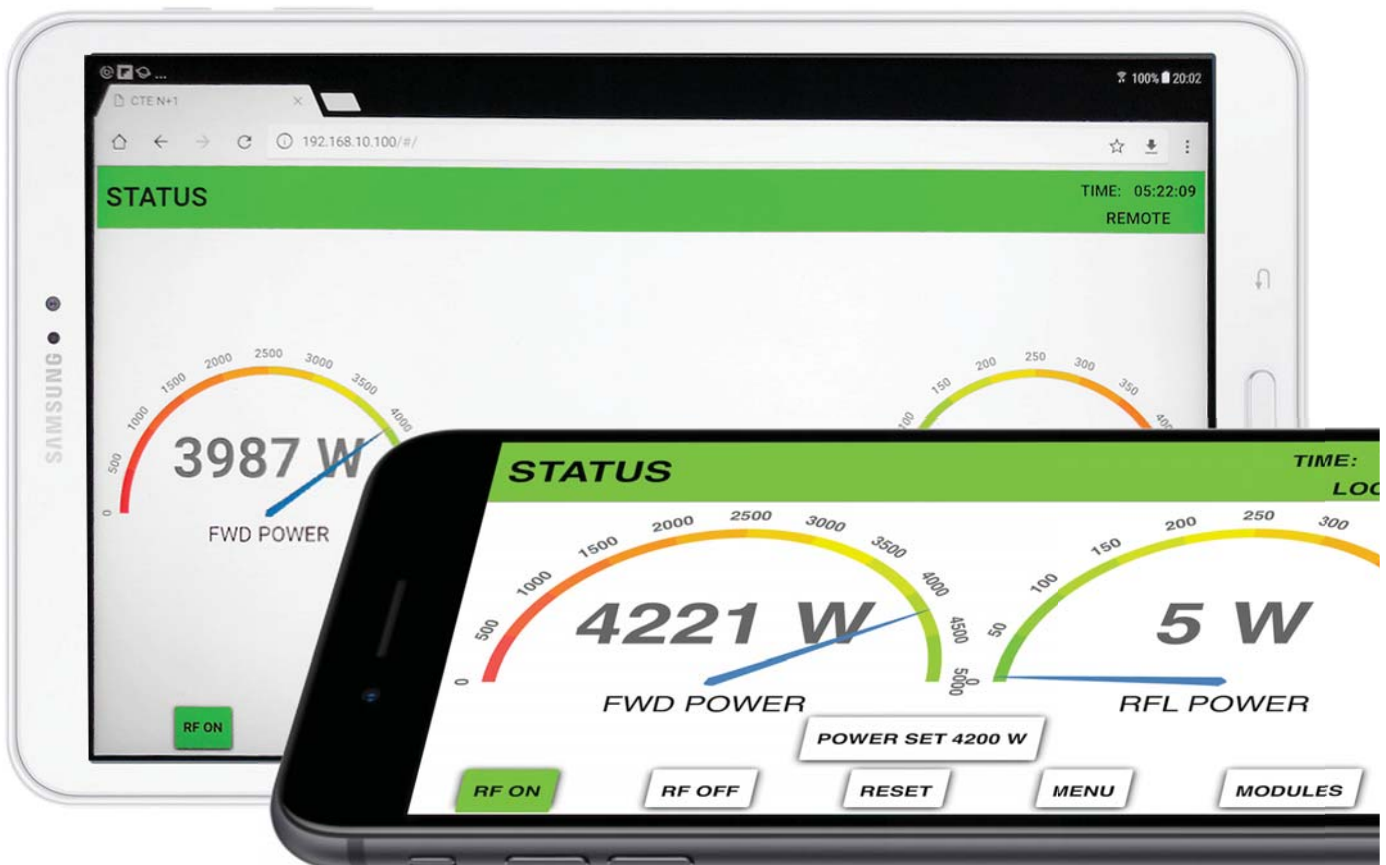 100% 20:02
CTE N+1
192.168.10.100/#/
STATUS
TIME: 05:22:09
REMOTE
SAMSUNG
0 500 1000 1500 2000 2500 3000 3500 4000
3987 W
FWD POWER
100 150 200 250 300 350
RF ON
STATUS
TIME:
0 500 1000 1500 2000 2500 3000 3500 4000 4500 5000
4221 W
FWD POWER
0 50 100 150 200 250 300
5 W
RFL POWER
POWER SET 4200 W
RF ON
RF OFF
RESET
MENU
MODULES